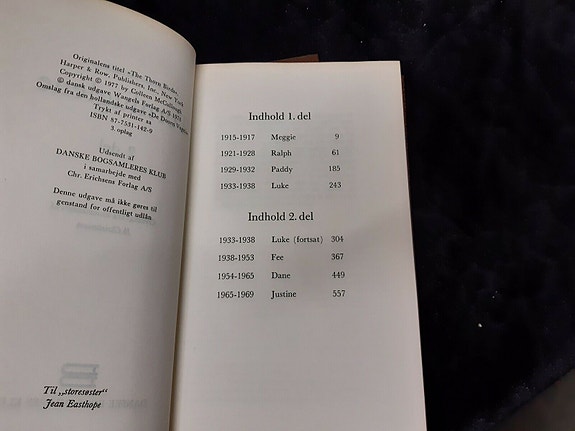 Originalens titel »The Thorn Birds«
Harper & Row, Publishers, Inc., New York
Copyright © 1977 by Colleen McCullough
© dansk udgave Wangels Forlag A/S
Omslag fra den hollandske udgave »De Doorn
Trykt af printer sa
ISBN 87-7531-142-9
3. oplag
Udsendt af
DANSKE BOGSAMLERES KLUB
i samarbejde med
Chr. Erichsens Forlag A/S
Denne udgave må ikke gøres til
genstand for offentligt udlån
Til „storesøster“
Jean Easthope
Indhold 1. del
1915-1917 Meggie 9
1921-1928 Ralph 61
1929-1932 Paddy 185
1933-1938 Luke 243
Indhold 2. del
1933-1938 Luke (fortsat) 304
1938-1953 Fee 367
1954-1965 Dane 449
1965-1969 Justine 557